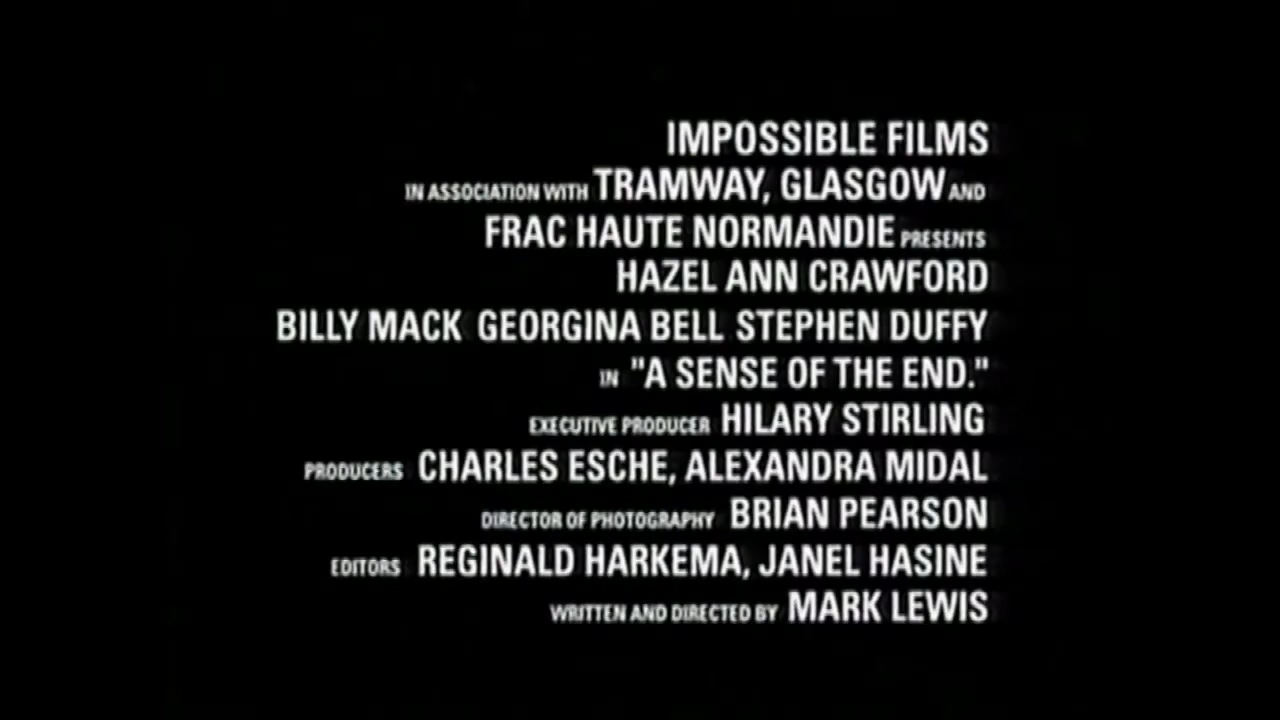 IMPOSSIBLE FILMS
IN ASSOCIATION WITH TRAMWAY, GLASGOW AND
FRAC HAUTE NORMANDIE PRESENTS
HAZEL ANN CRAWFORD
BILLY MACK GEORGINA BELL STEPHEN DUFFY
IN "A SENSE OF THE END."
EXECUTIVE PRODUCER HILARY STIRLING
PRODUCERS CHARLES ESCHE, ALEXANDRA MIDAL
DIRECTOR OF PHOTOGRAPHY BRIAN PEARSON
EDITORS REGINALD HARKEMA, JANEL HASINE
WRITTEN AND DIRECTED BY MARK LEWIS